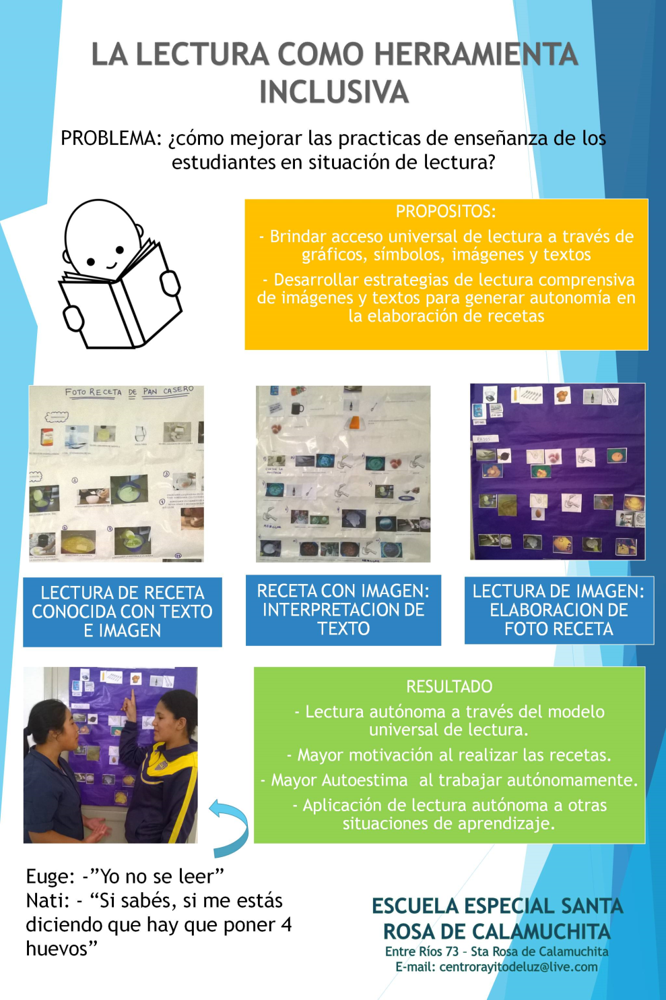 LA LECTURA COMO HERRAMIENTA
INCLUSIVA
PROBLEMA: ¿cómo mejorar las practicas de enseñanza de los
estudiantes en situación de lectura?
PROPOSITOS:
- Brindar acceso universal de lectura a través de
gráficos, símbolos, imágenes y textos
- Desarrollar estrategias de lectura comprensiva
de imágenes y textos para generar autonomía en
la elaboración de recetas
FOTO RECETA DE PAN CASERO
PASOS
LECTURA DE RECETA
CONOCIDA CON TEXTO
E IMAGEN
RECETA CON IMAGEN:
INTERPRETACION DE
TEXTO
LECTURA DE IMAGEN:
ELABORACION DE
FOTO RECETA
RESULTADO
- Lectura autónoma a través del modelo
universal de lectura.
- Mayor motivación al realizar las recetas.
- Mayor Autoestima al trabajar autónomamente.
- Aplicación de lectura autónoma a otras
situaciones de aprendizaje.
Euge: -”Yo no se leer”
Nati: - “Si sabés, si me estás
diciendo que hay que poner 4
huevos”
ESCUELA ESPECIAL SANTA
ROSA DE CALAMUCHITA
Entre Ríos 73 – Sta Rosa de Calamuchita
E-mail: centrorayitodeluz@live.com